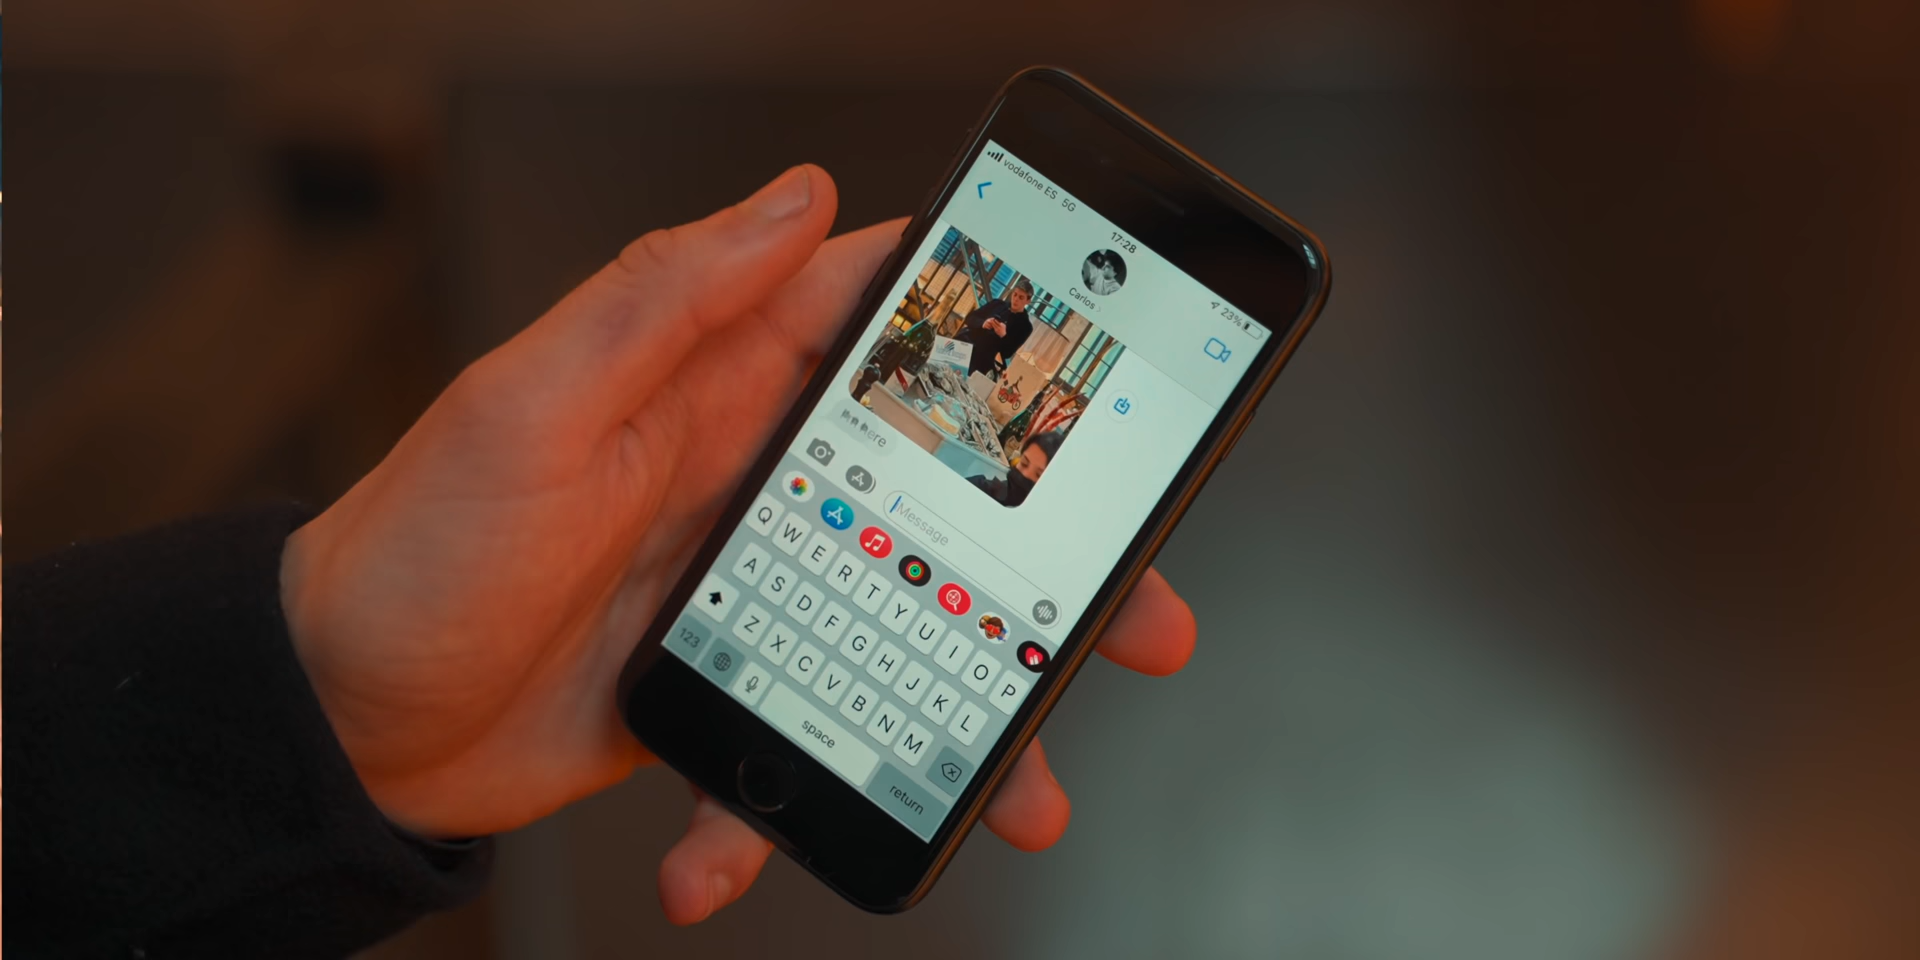 vodafone ES 5G
17:28
23%
Carlos
Message
Q W E R T Y U I O P
A S D F G H J K L
Z X C V B N M
123
space
return